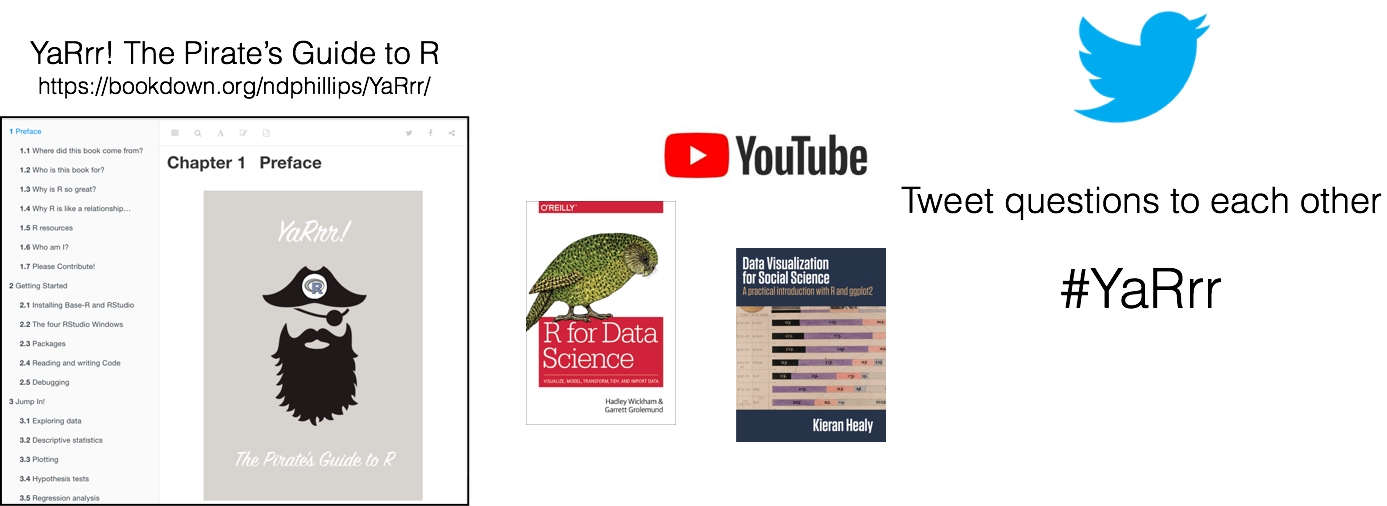 YaRrr! The Pirate's Guide to R
https://bookdown.org/ndphillips/YaRrr/
1 Preface
1.1 Where did this book come from?
1.2 Who is this book for?
1.3 Why is R so great?
1.4 Why R is like a relationship…
1.5 R resources
1.6 Who am I?
1.7 Please Contribute!
2 Getting Started
2.1 Installing Base-R and RStudio
2.2 The four RStudio Windows
2.3 Packages
2.4 Reading and writing Code
2.5 Debugging
3 Jump In!
3.1 Exploring data
3.2 Descriptive statistics
3.3 Plotting
3.4 Hypothesis tests
3.5 Regression analysis
A
Chapter 1 Preface
YaRrr!
R
The Pirate's Guide to R
YouTube
O'REILLY
R for Data
Science
VISUALIZE, MODEL, TRANSFORM, TIDY, AND IMPORT DATA
Hadley Wickham &
Garrett Grolemund
Data Visualization
for Social Science
A practical introduction with R and ggplot2
Kieran Healy
Tweet questions to each other
#YaRrr